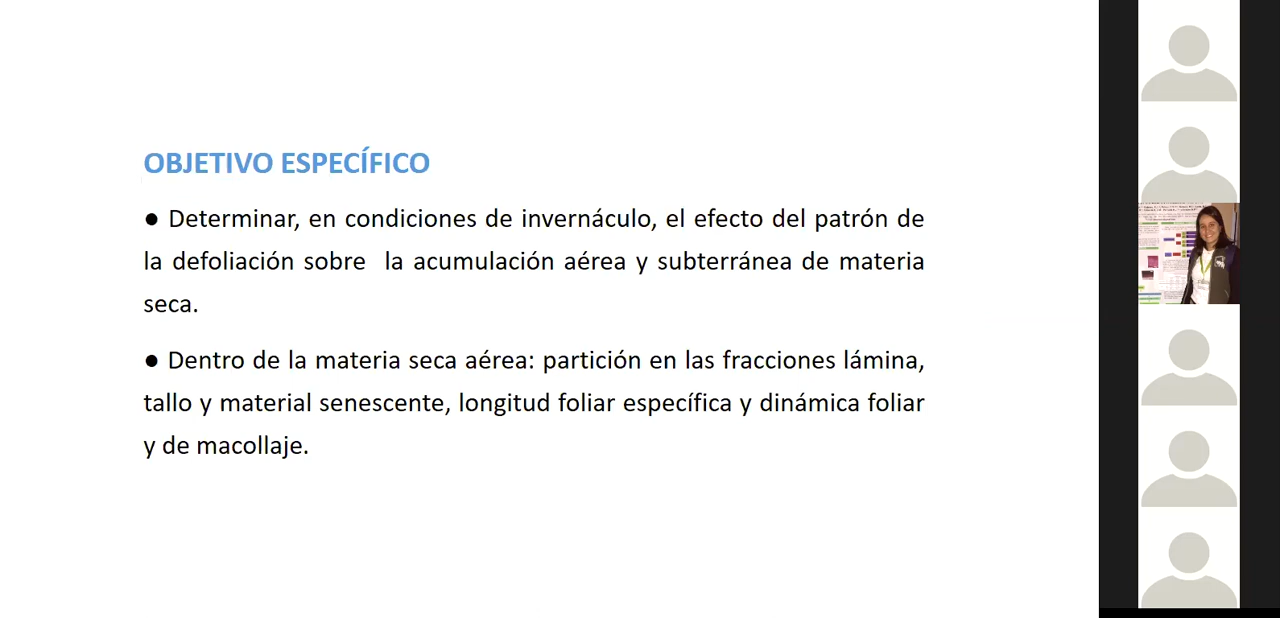 OBJETIVO ESPECÍFICO
● Determinar, en condiciones de invernáculo, el efecto del patrón de
la defoliación sobre  la acumulación aérea y subterránea de materia
seca.
● Dentro de la materia seca aérea: partición en las fracciones lámina,
tallo y material senescente, longitud foliar específica y dinámica foliar
y de macollaje.